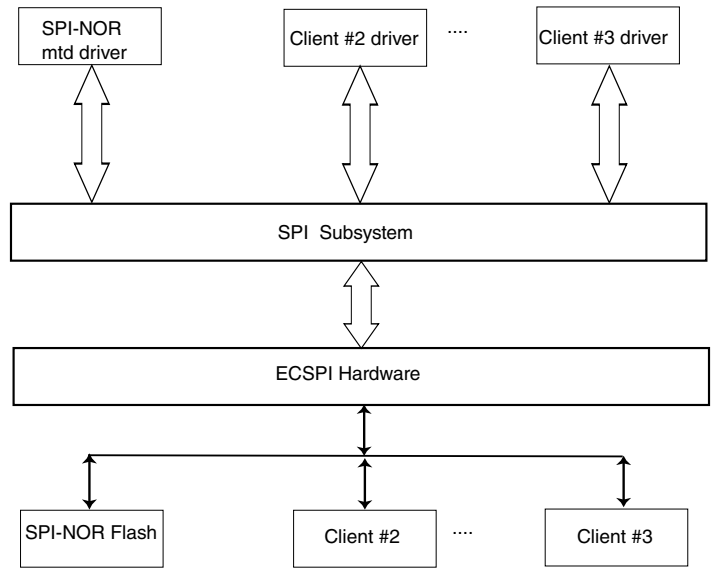 SPI-NOR
mtd driver
Client #2 driver
....
Client #3 driver
SPI Subsystem
ECSPI Hardware
SPI-NOR Flash
Client #2
....
Client #3